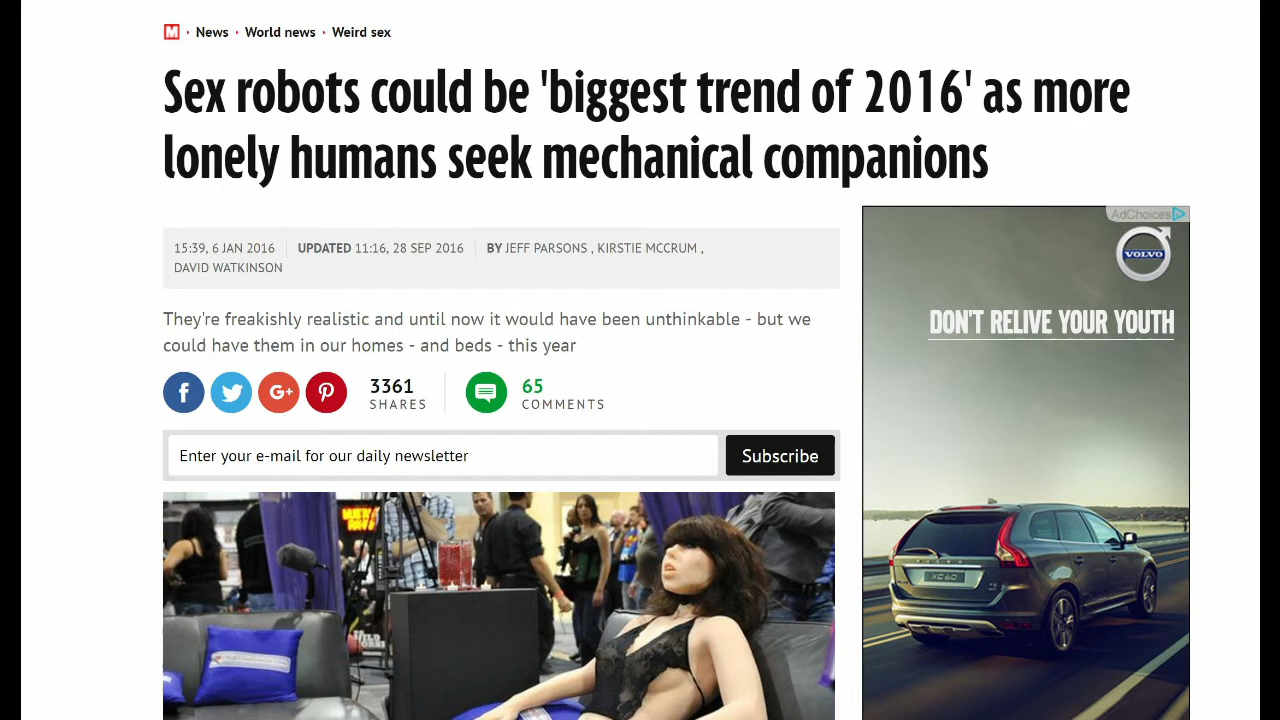 M · News · World news · Weird sex
Sex robots could be 'biggest trend of 2016' as more
lonely humans seek mechanical companions
15:39, 6 JAN 2016 UPDATED 11:16, 28 SEP 2016 BY JEFF PARSONS , KIRSTIE MCCRUM ,
DAVID WATKINSON
They're freakishly realistic and until now it would have been unthinkable - but we
could have them in our homes - and beds - this year
f G+ 3361
SHARES
65
COMMENTS
Enter your e-mail for our daily newsletter Subscribe
AdChoices
VOLVO
DON'T RELIVE YOUR YOUTH
VOLVO
XC60